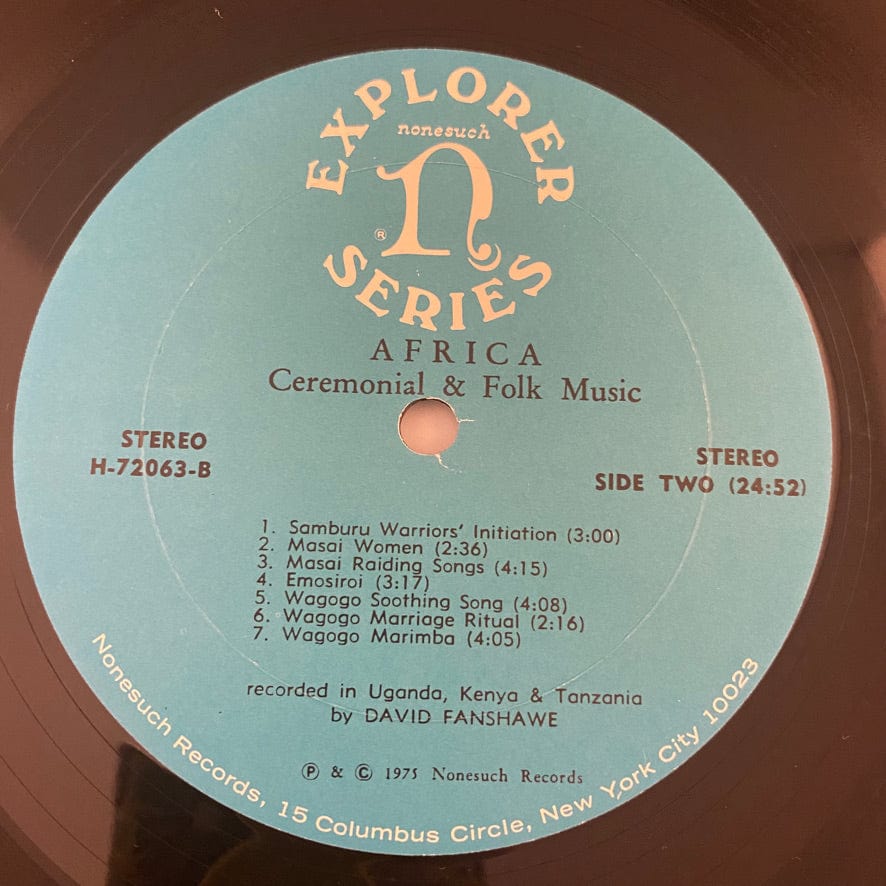 EXPLORER
nonesuch
n
®
SERIES
AFRICA
Ceremonial & Folk Music
STEREO
H-72063-B
STEREO
SIDE TWO (24:52)
1. Samburu Warriors' Initiation (3:00)
2. Masai Women (2:36)
3. Masai Raiding Songs (4:15)
4. Emosiroi (3:17)
5. Wagogo Soothing Song (4:08)
6. Wagogo Marriage Ritual (2:16)
7. Wagogo Marimba (4:05)
recorded in Uganda, Kenya & Tanzania
by DAVID FANSHAWE
℗ & © 1975 Nonesuch Records
Nonesuch Records, 15 Columbus Circle, New York City 10023